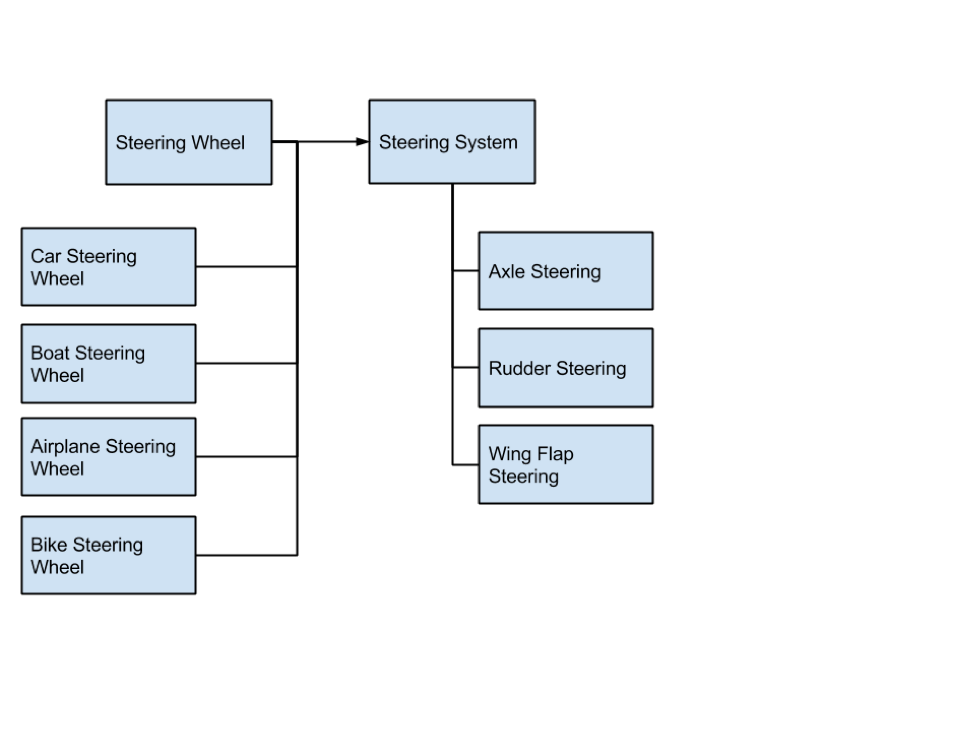 Steering Wheel
Steering System
Car Steering
Wheel
Boat Steering
Wheel
Airplane Steering
Wheel
Bike Steering
Wheel
Axle Steering
Rudder Steering
Wing Flap
Steering